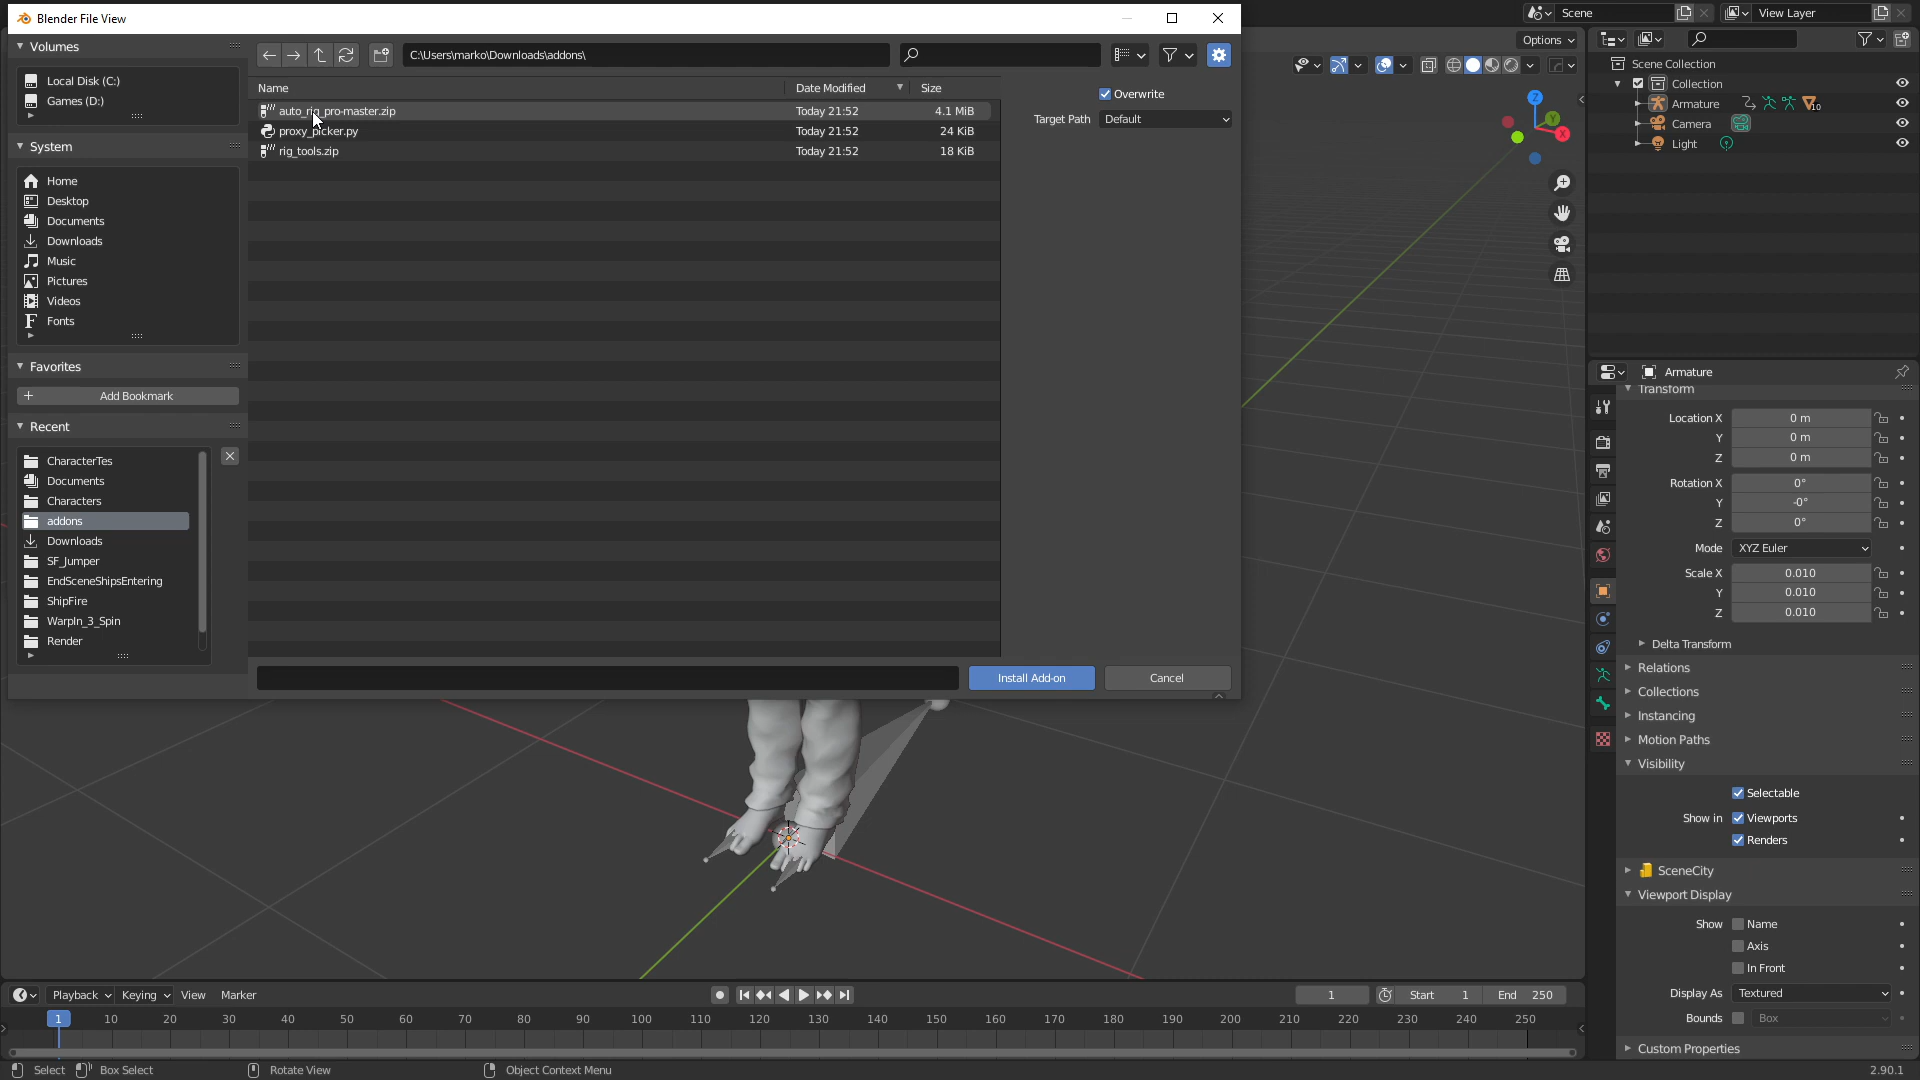 Blender File View
Scene
View Layer
Volumes
Local Disk (C:)
Games (D:)
System
Home
Desktop
Documents
Downloads
Music
Pictures
Videos
Fonts
Favorites
Add Bookmark
Recent
CharacterTes
Documents
Characters
addons
Downloads
SF_Jumper
EndSceneShipsEntering
ShipFire
WarpIn_3_Spin
Render
C:\Users\marko\Downloads\addons\
Name Date Modified Size
auto_rig_pro-master.zip Today 21:52 4.1 MiB
proxy_picker.py Today 21:52 24 KiB
rig_tools.zip Today 21:52 18 KiB
Overwrite
Target Path Default
Install Add-on Cancel
Options
Z
Y
X
Scene Collection
Collection
Armature 10
Camera
Light
Armature
Transform
Location X 0 m
Y 0 m
Z 0 m
Rotation X 0°
Y -0°
Z 0°
Mode XYZ Euler
Scale X 0.010
Y 0.010
Z 0.010
Delta Transform
Relations
Collections
Instancing
Motion Paths
Visibility
Selectable
Show in Viewports
Renders
SceneCity
Viewport Display
Show Name
Axis
In Front
Display As Textured
Bounds Box
Custom Properties
Playback Keying View Marker
1 Start 1 End 250
1 10 20 30 40 50 60 70 80 90 100 110 120 130 140 150 160 170 180 190 200 210 220 230 240 250
Select Box Select Rotate View Object Context Menu 2.90.1